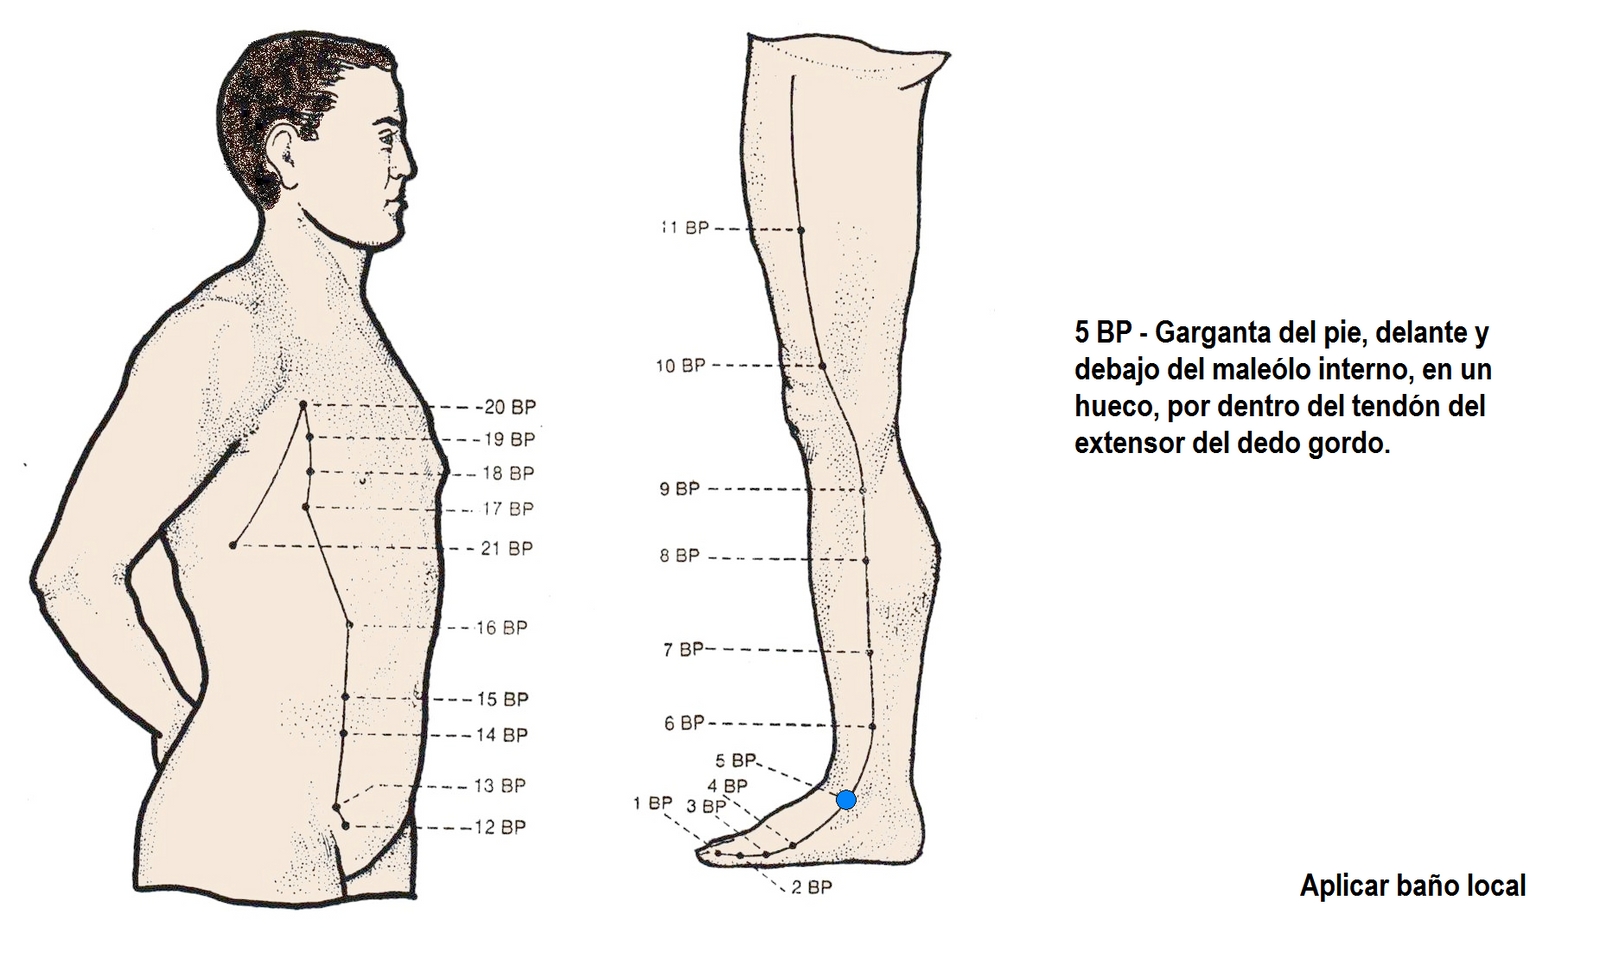 20 BP
19 BP
18 BP
17 BP
21 BP
16 BP
15 BP
14 BP
13 BP
12 BP
11 BP
10 BP
9 BP
8 BP
7 BP
6 BP
5 BP
4 BP
1 BP 3 BP
2 BP
5 BP - Garganta del pie, delante y
debajo del maleólo interno, en un
hueco, por dentro del tendón del
extensor del dedo gordo.
Aplicar baño local